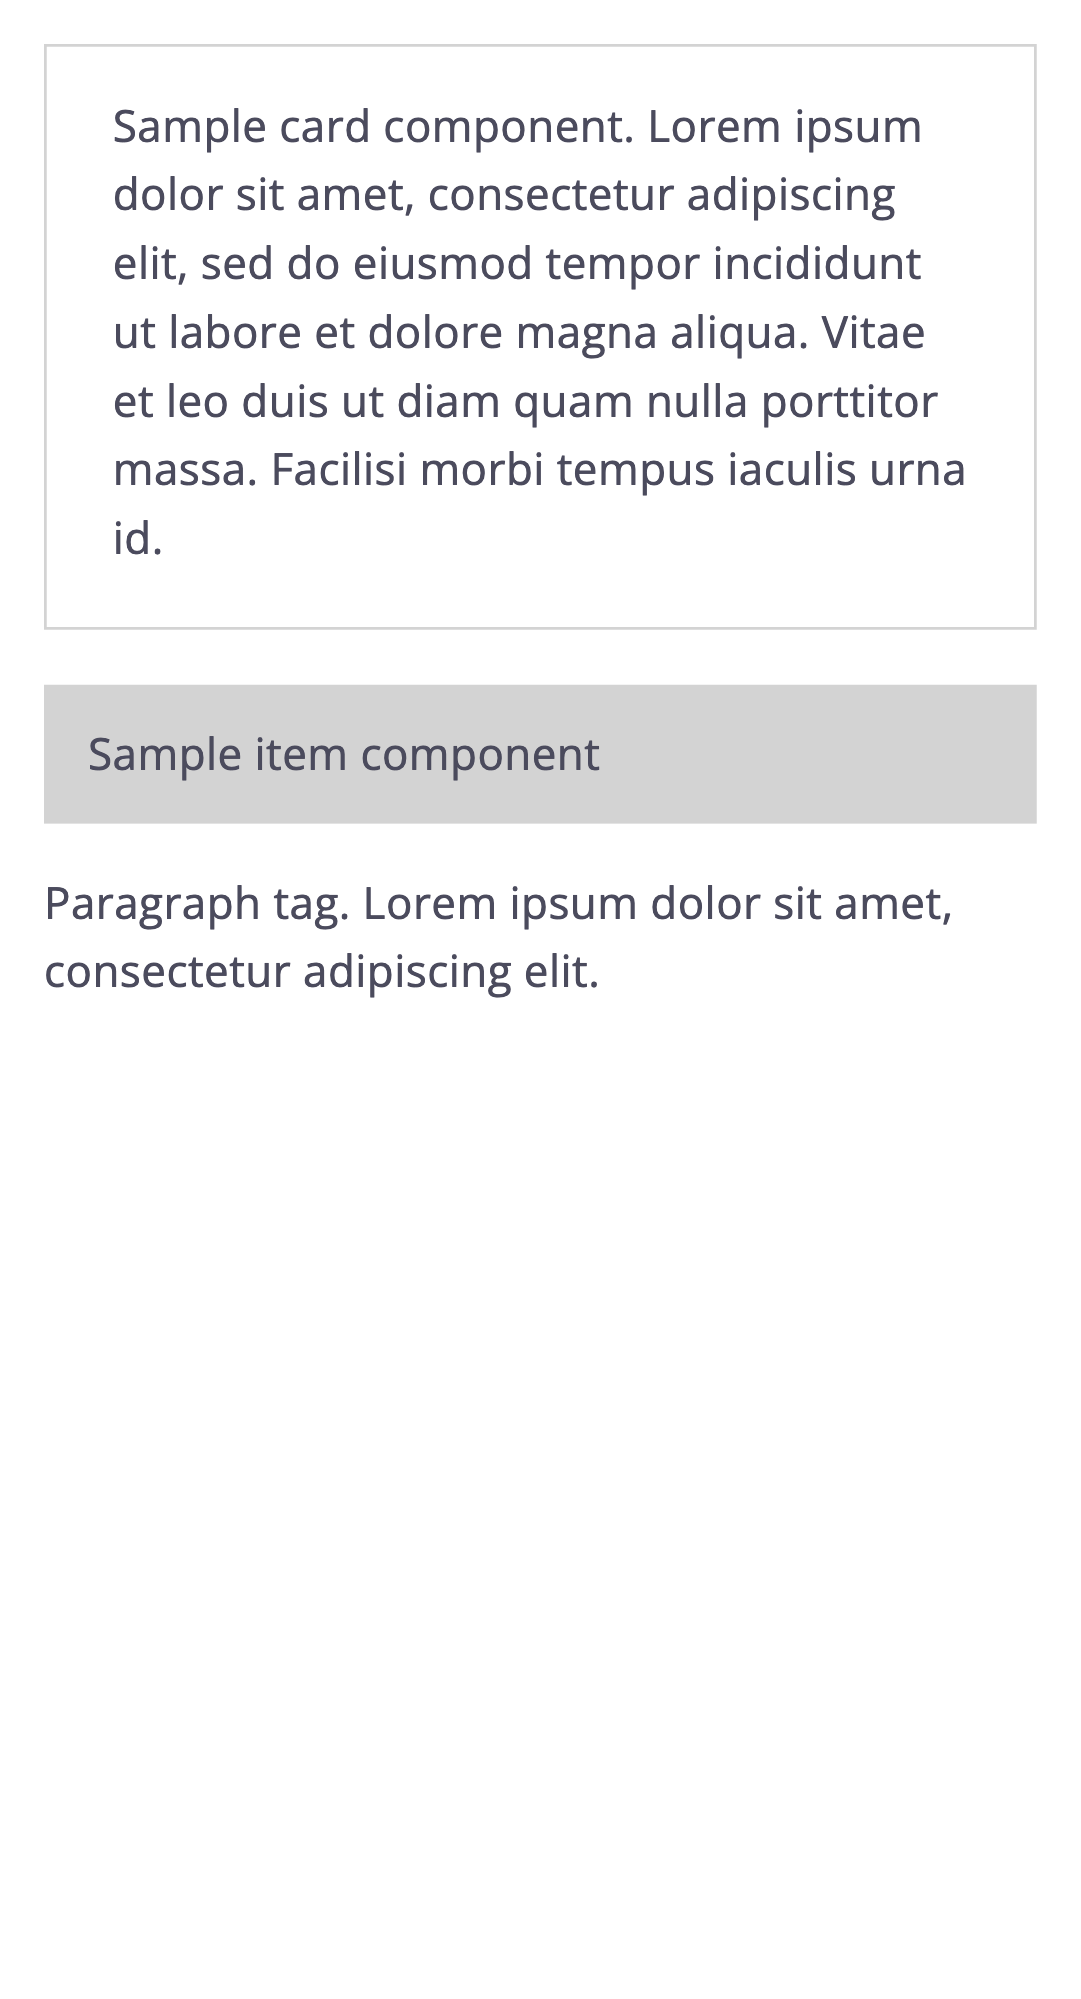 Sample card component. Lorem ipsum
dolor sit amet, consectetur adipiscing
elit, sed do eiusmod tempor incididunt
ut labore et dolore magna aliqua. Vitae
et leo duis ut diam quam nulla porttitor
massa. Facilisi morbi tempus iaculis urna
id.
Sample item component
Paragraph tag. Lorem ipsum dolor sit amet,
consectetur adipiscing elit.